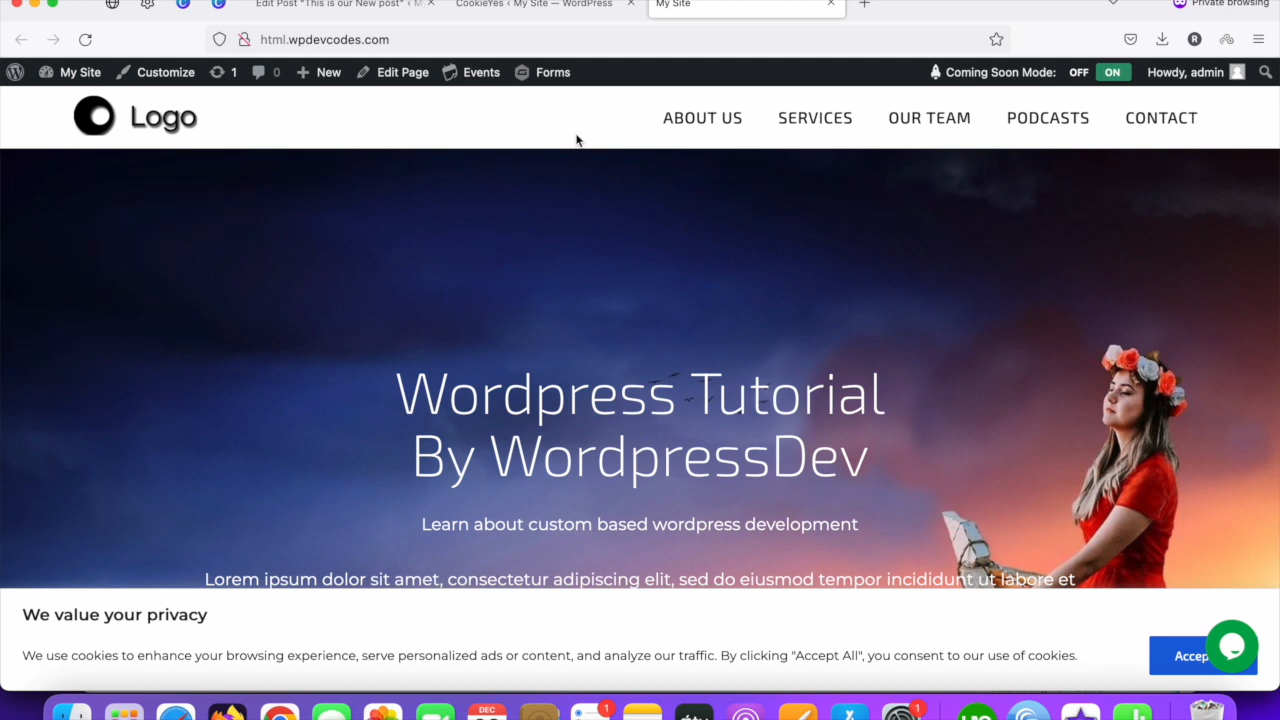 Edit Post "This is our New post" ‹ M
CookieYes ‹ My Site — WordPress
My Site
Private browsing
html.wpdevcodes.com
R
My Site
Customize
1
0
New
Edit Page
Events
Forms
Coming Soon Mode: OFF ON
Howdy, admin
Logo
ABOUT US
SERVICES
OUR TEAM
PODCASTS
CONTACT
Wordpress Tutorial
By WordpressDev
Learn about custom based wordpress development
Lorem ipsum dolor sit amet, consectetur adipiscing elit, sed do eiusmod tempor incididunt ut labore et
We value your privacy
We use cookies to enhance your browsing experience, serve personalized ads or content, and analyze our traffic. By clicking "Accept All", you consent to our use of cookies.
Accep
DEC
1
1